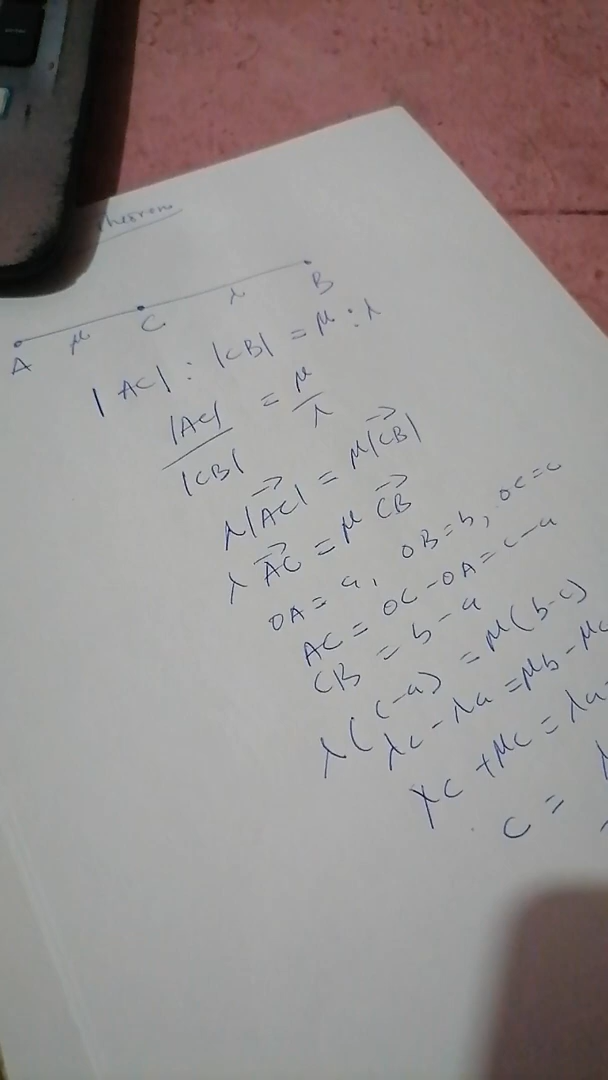 Theorem
A μ C λ B
|AC| : |CB| = μ : λ
|AC| / |CB| = μ / λ
λ|AC| = μ|CB|
λ AC = μ CB
OA = a, OB = b, OC = c
AC = OC - OA = c - a
CB = b - a
λ(c-a) = μ(b-c)
λc - λa = μb - μc
λc + μc = λa
c = λ